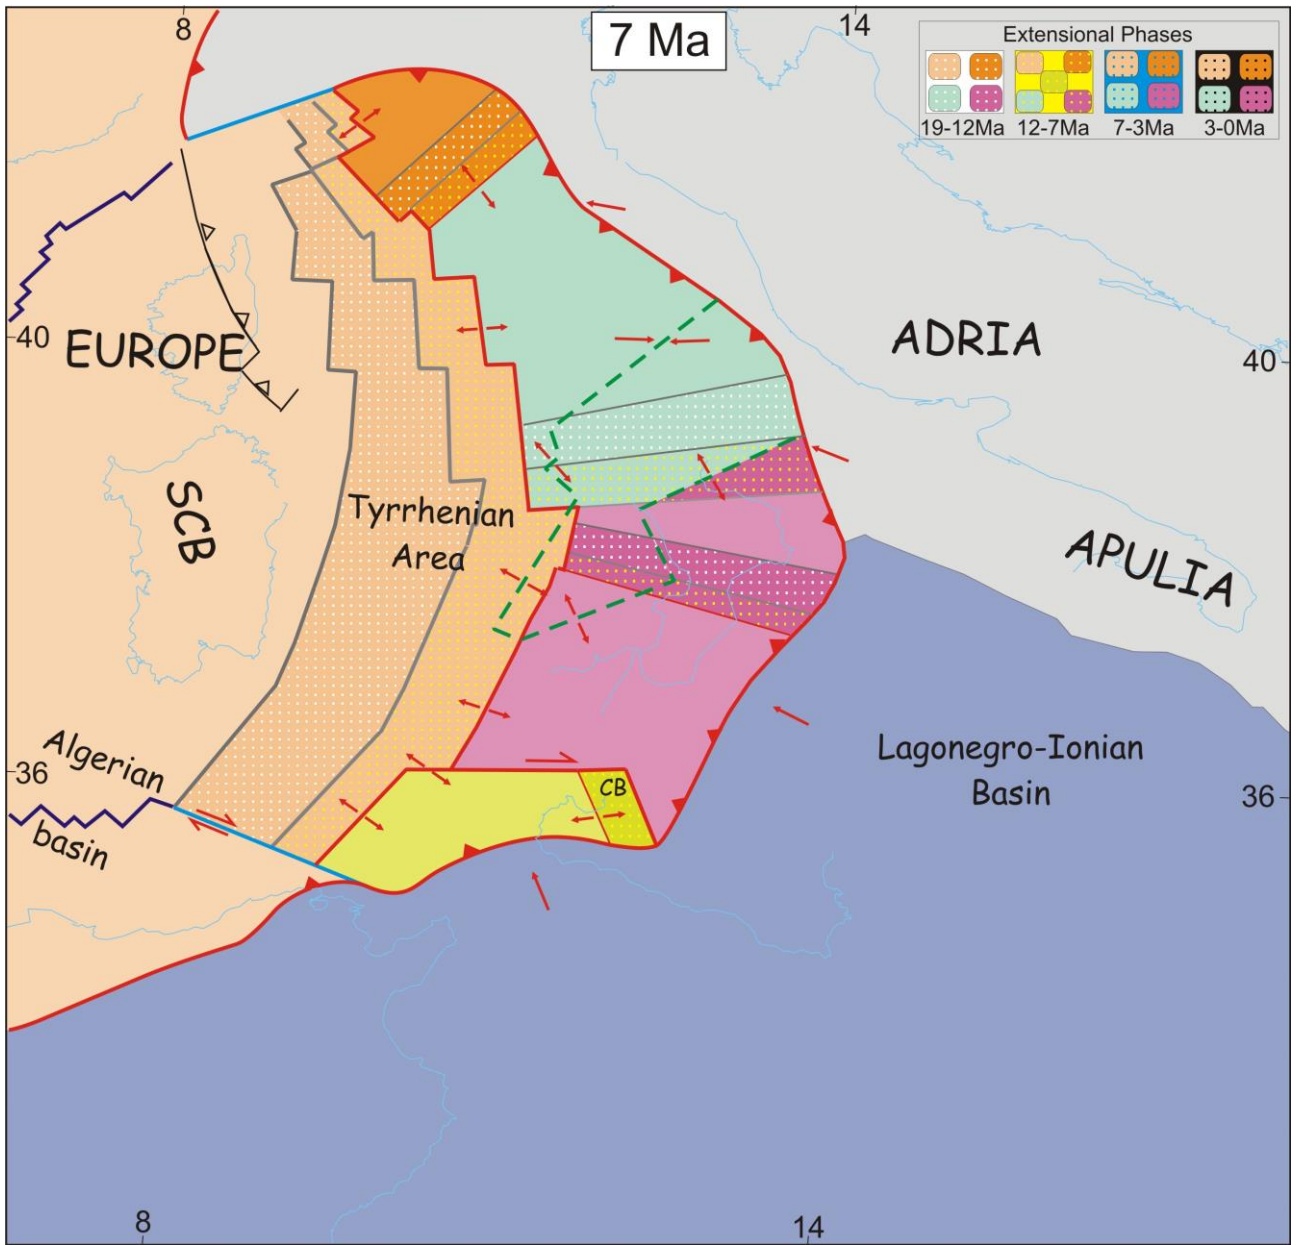 8
7 Ma
14
Extensional Phases
19-12Ma
12-7Ma
7-3Ma
3-0Ma
40
EUROPE
ADRIA
40
SCB
Tyrrhenian
Area
APULIA
Algerian
basin
36
CB
Lagonegro-Ionian
Basin
36
8
14